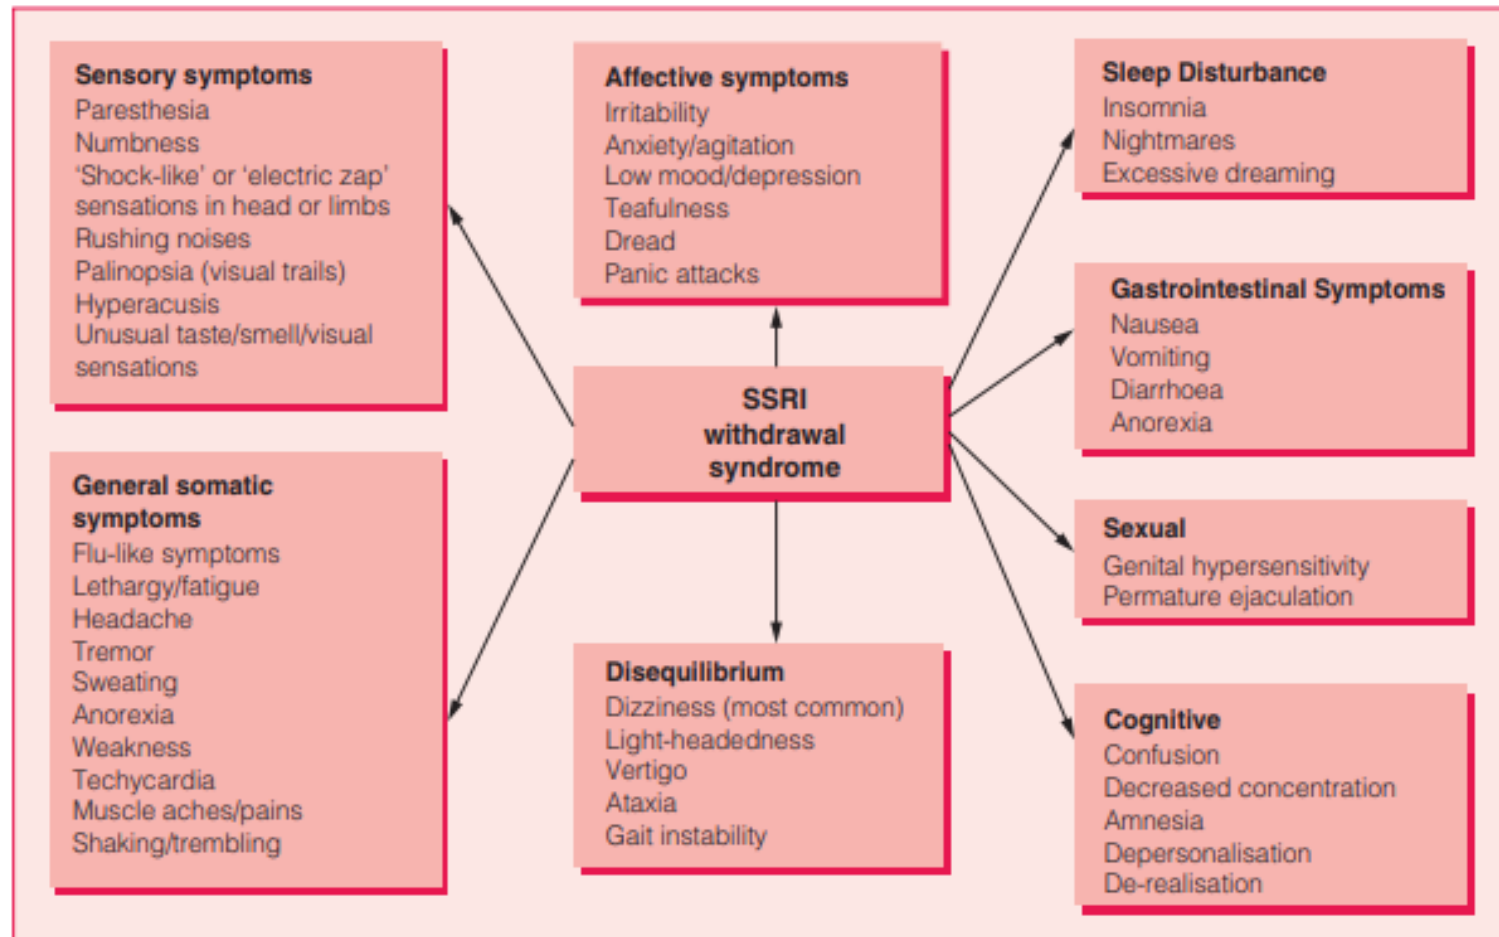 Sensory symptoms
Paresthesia
Numbness
‘Shock-like’ or ‘electric zap’
sensations in head or limbs
Rushing noises
Palinopsia (visual trails)
Hyperacusis
Unusual taste/smell/visual
sensations
General somatic
symptoms
Flu-like symptoms
Lethargy/fatigue
Headache
Tremor
Sweating
Anorexia
Weakness
Techycardia
Muscle aches/pains
Shaking/trembling
Affective symptoms
Irritability
Anxiety/agitation
Low mood/depression
Teafulness
Dread
Panic attacks
SSRI
withdrawal
syndrome
Disequilibrium
Dizziness (most common)
Light-headedness
Vertigo
Ataxia
Gait instability
Sleep Disturbance
Insomnia
Nightmares
Excessive dreaming
Gastrointestinal Symptoms
Nausea
Vomiting
Diarrhoea
Anorexia
Sexual
Genital hypersensitivity
Permature ejaculation
Cognitive
Confusion
Decreased concentration
Amnesia
Depersonalisation
De-realisation